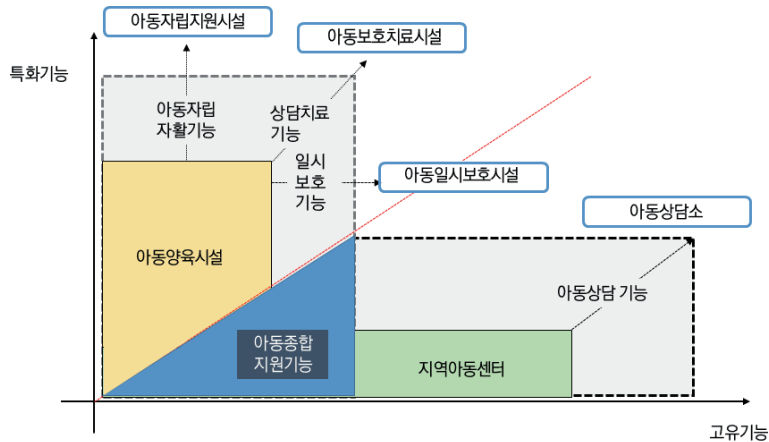 아동자립지원시설
아동보호치료시설
특화기능
아동자립
자활기능
상담치료
기능
일시
보호
기능
아동일시보호시설
아동상담소
아동양육시설
아동상담 기능
아동종합
지원기능
지역아동센터
고유기능